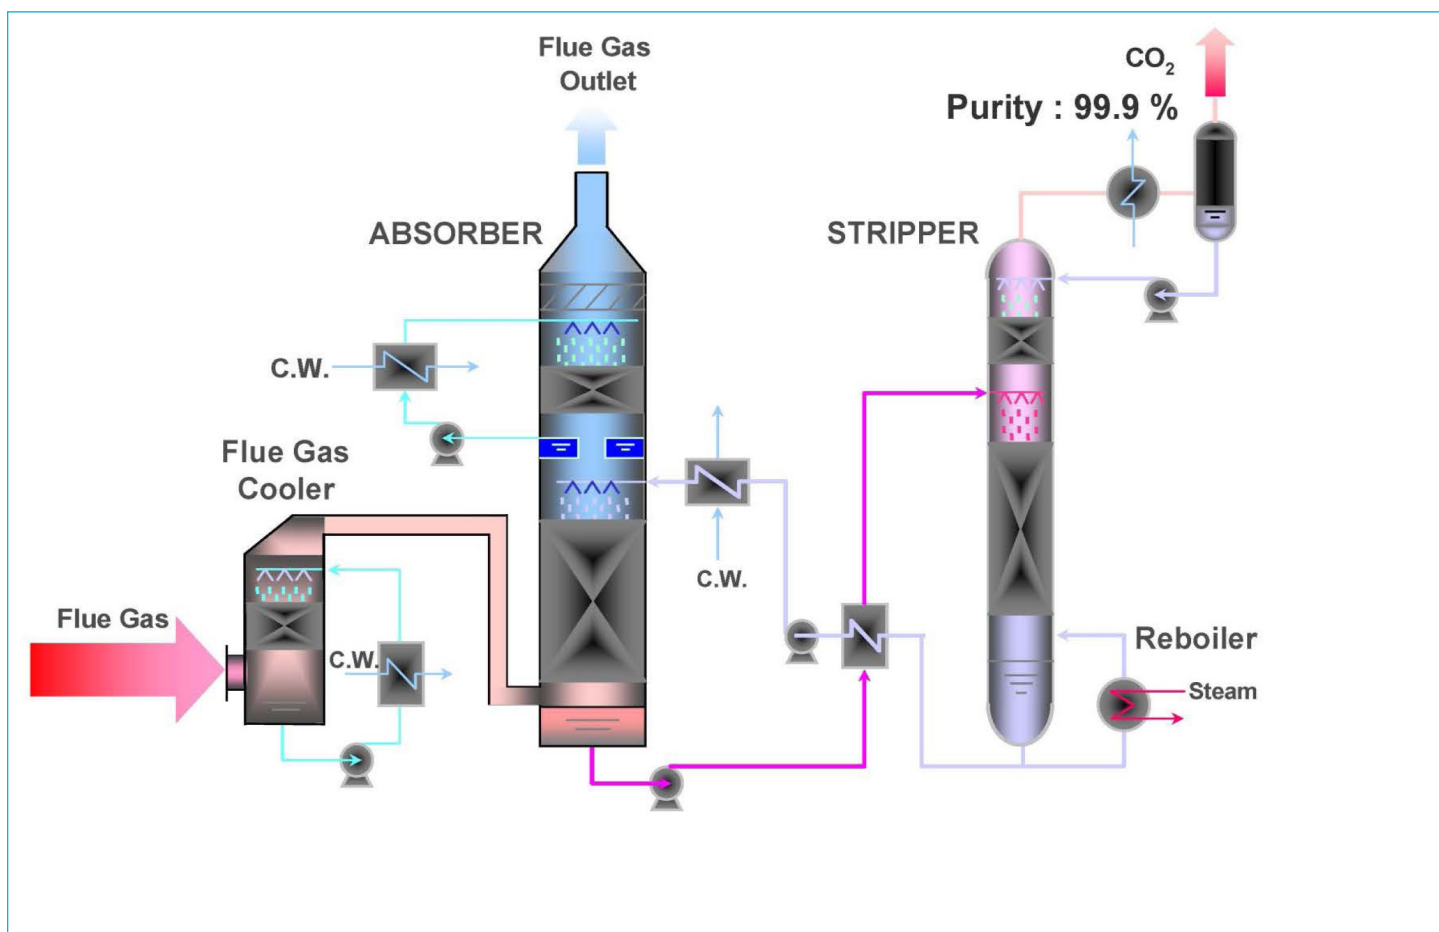 Flue Gas
Outlet
CO₂
Purity : 99.9 %
ABSORBER
STRIPPER
C.W.
Flue Gas
Cooler
C.W.
Flue Gas
C.W.
Reboiler
Steam